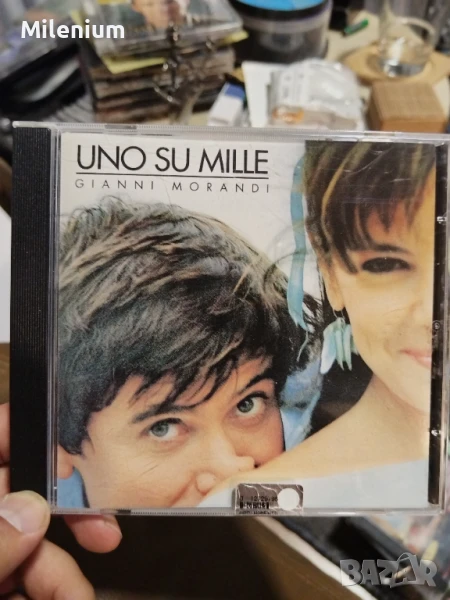 Milenium
UNO SU MILLE
GIANNI MORANDI
BAZAR